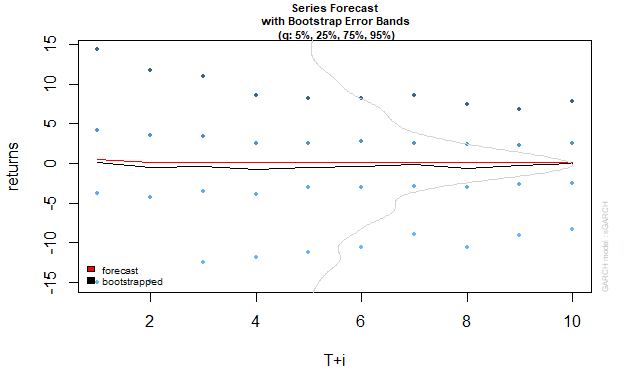 Series Forecast
with Bootstrap Error Bands
(q: 5%, 25%, 75%, 95%)
returns
15
10
5
0
-5
-10
-15
forecast
bootstrapped
2
4
6
8
10
T+i
GARCH model : sGARCH